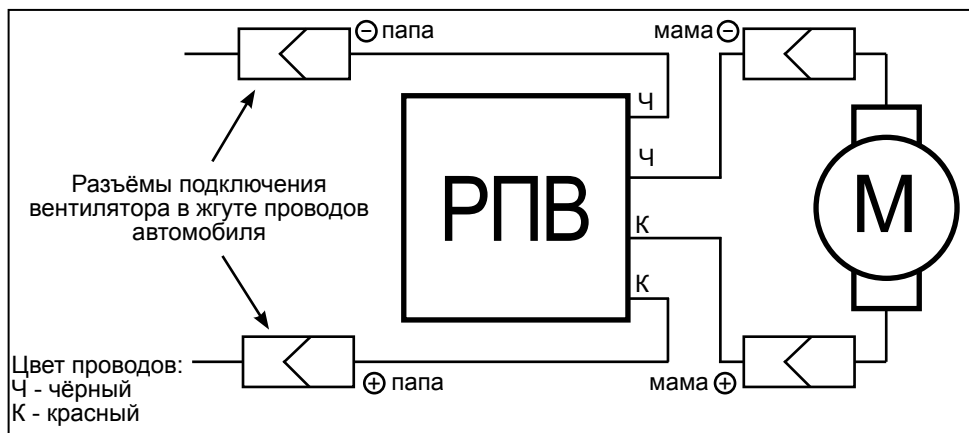 ⊖ папа
мама ⊖
Ч
Ч
Разъёмы подключения
вентилятора в жгуте проводов
автомобиля
РПВ
М
К
К
Цвет проводов:
Ч - чёрный
К - красный
⊕ папа
мама ⊕